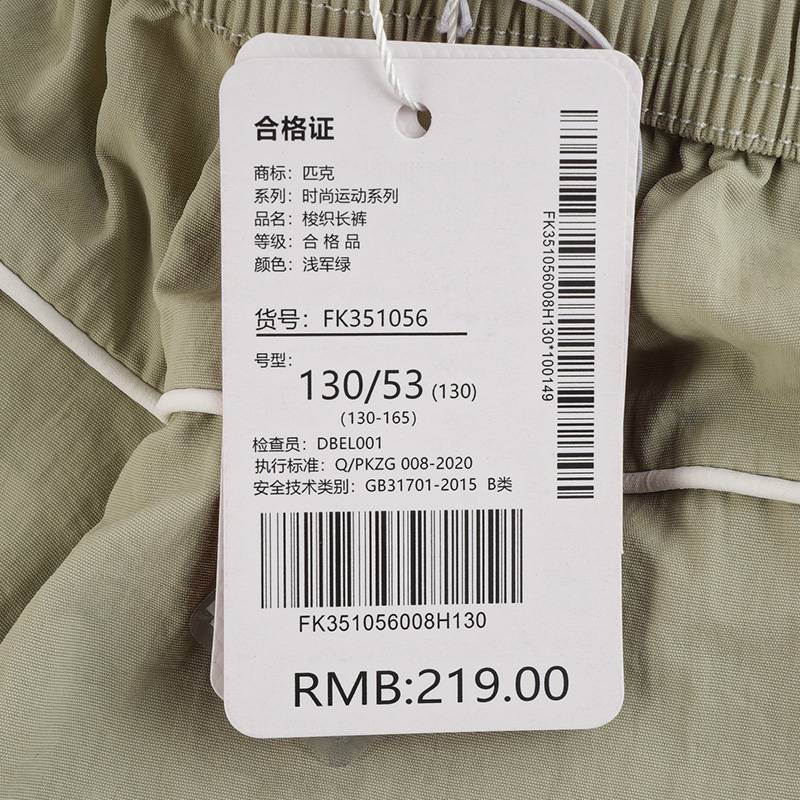 合格证
商标：匹克
系列：时尚运动系列
品名：梭织长裤
等级：合格品
颜色：浅军绿
货号：FK351056
号型：
130/53 (130)
(130-165)
检查员：DBEL001
执行标准：Q/PKZG 008-2020
安全技术类别：GB31701-2015 B类
FK351056008H130
RMB:219.00
FK351056008H130*100149